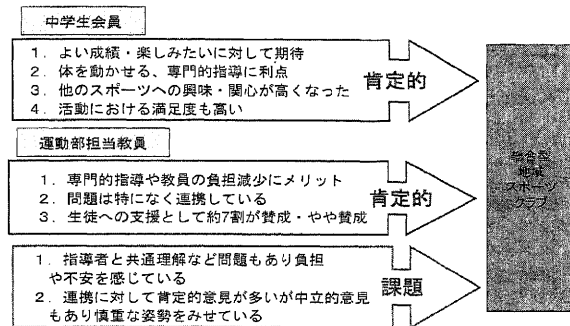 中学生会員
1. よい成績・楽しみたいに対して期待
2. 体を動かせる、専門的指導に利点
3. 他のスポーツへの興味・関心が高くなった
4. 活動における満足度も高い
肯定的
運動部担当教員
1. 専門的指導や教員の負担減少にメリット
2. 問題は特になく連携している
3. 生徒への支援として約7割が賛成・やや賛成
肯定的
1. 指導者と共通理解など問題もあり負担
や不安を感じている
2. 連携に対して肯定的意見が多いが中立的意見
もあり慎重な姿勢をみせている
課題
総合型
地域
スポーツ
クラブ